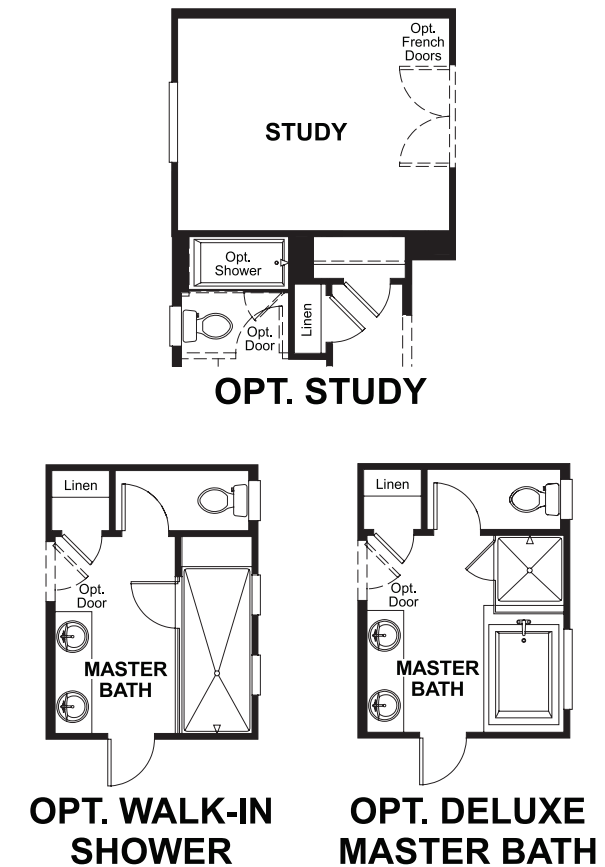 Opt.
French
Doors
STUDY
Opt.
Shower
Linen
Opt.
Door
OPT. STUDY
Linen
Opt.
Door
MASTER
BATH
OPT. WALK-IN
SHOWER
Linen
Opt.
Door
MASTER
BATH
OPT. DELUXE
MASTER BATH